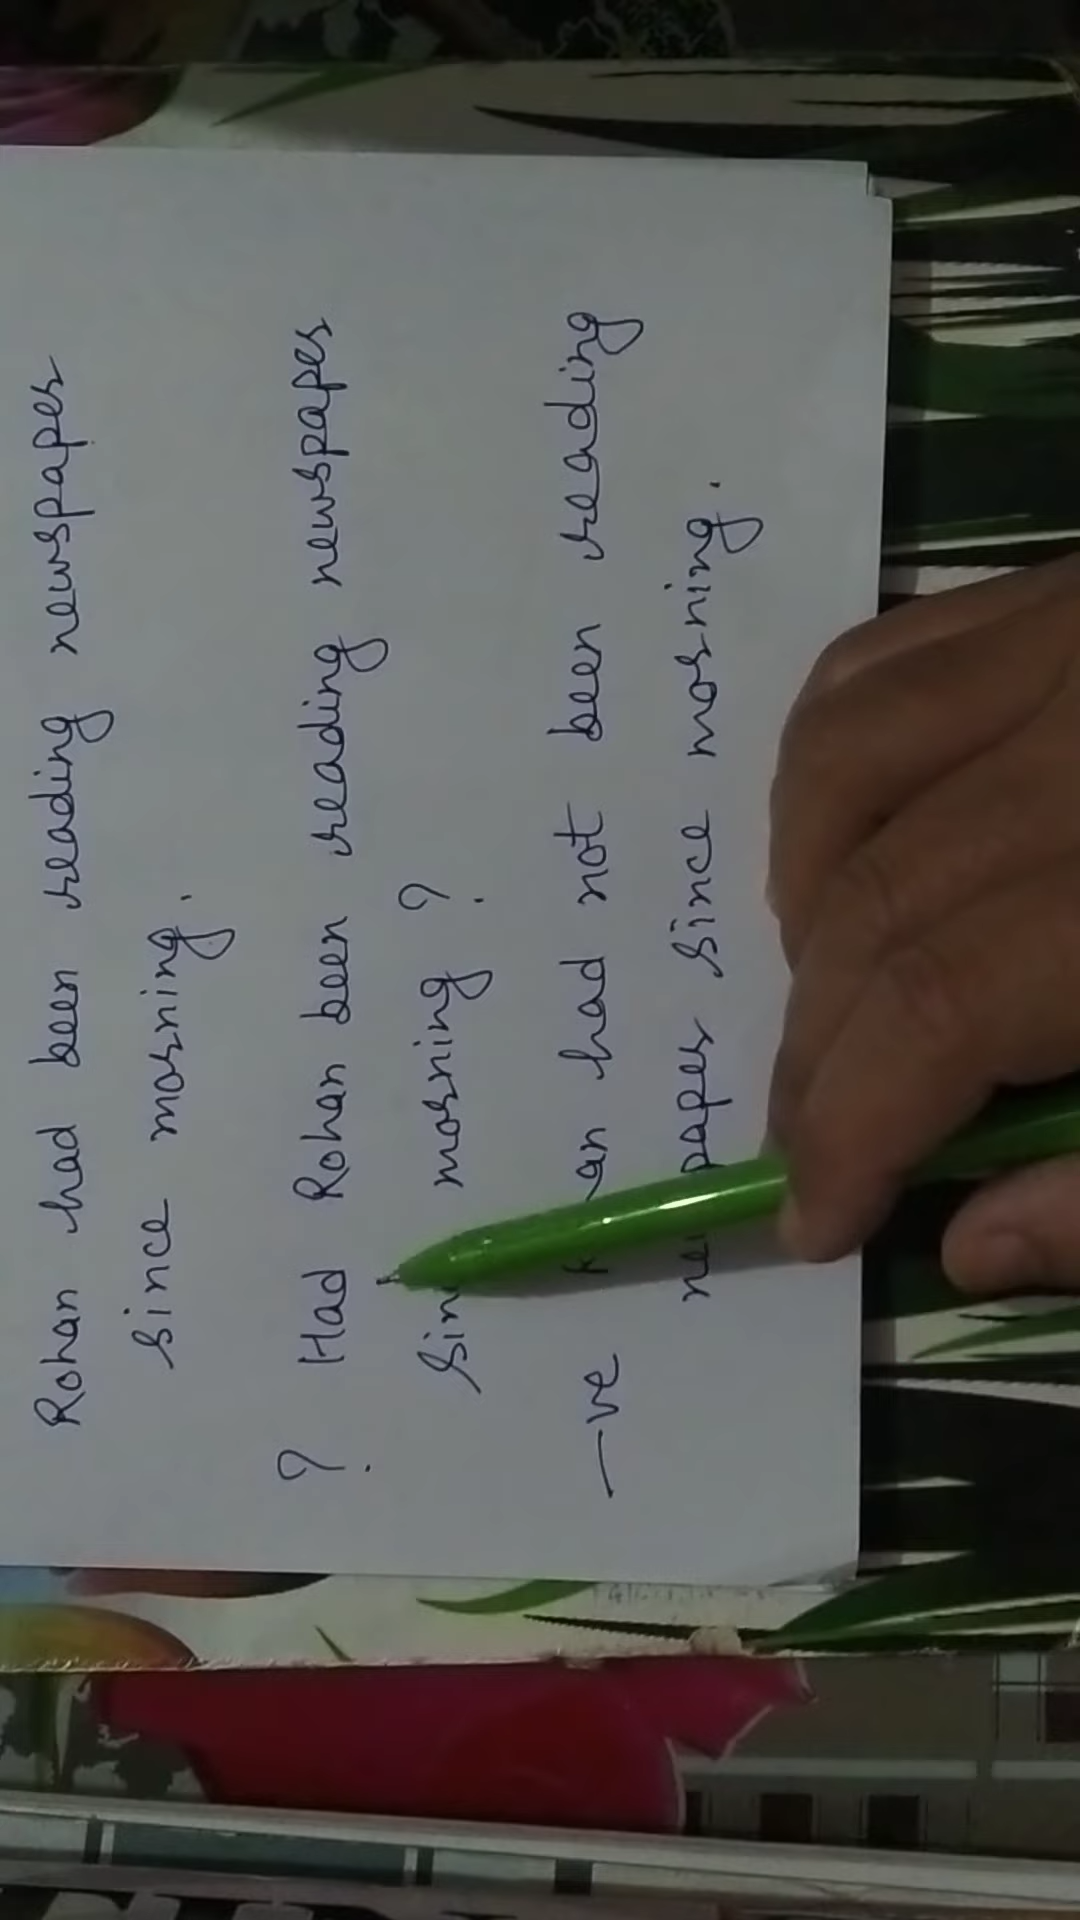 Rohan had been reading newspaper
since morning.
? Had Rohan been reading newspaper
morning ?
-ve had not been reading
since morning.